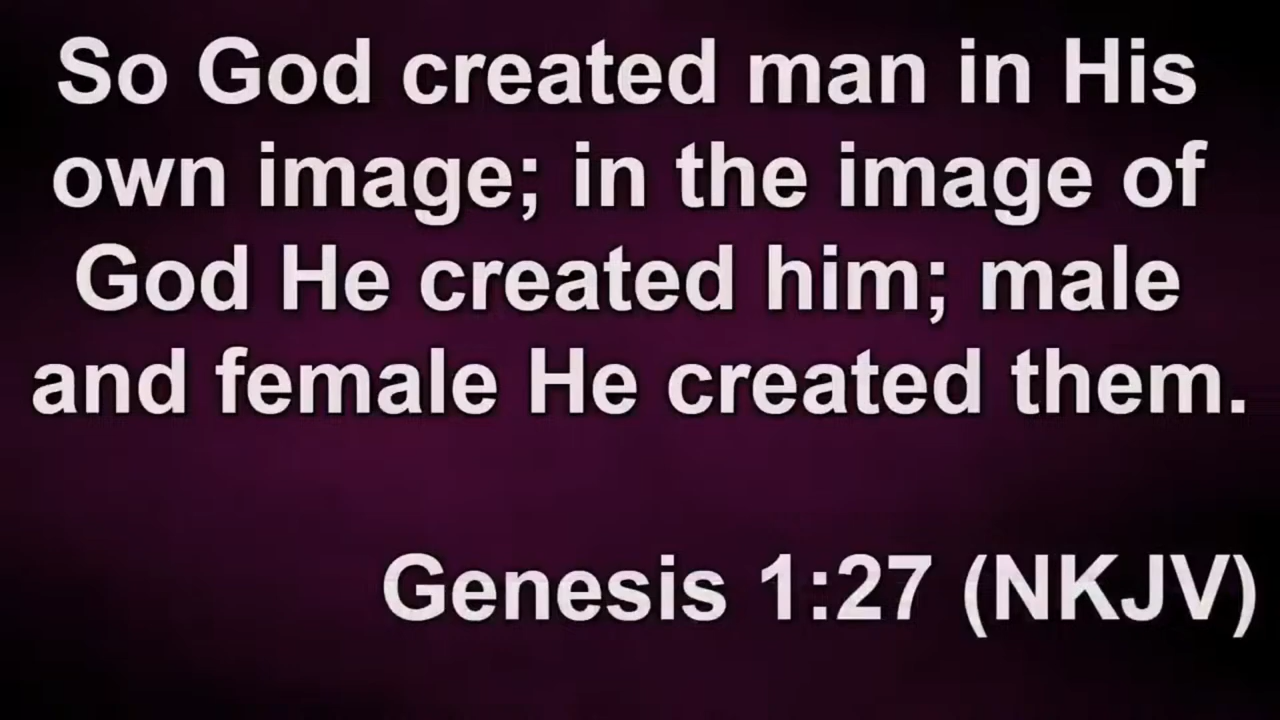 So God created man in His
own image; in the image of
God He created him; male
and female He created them.
Genesis 1:27 (NKJV)